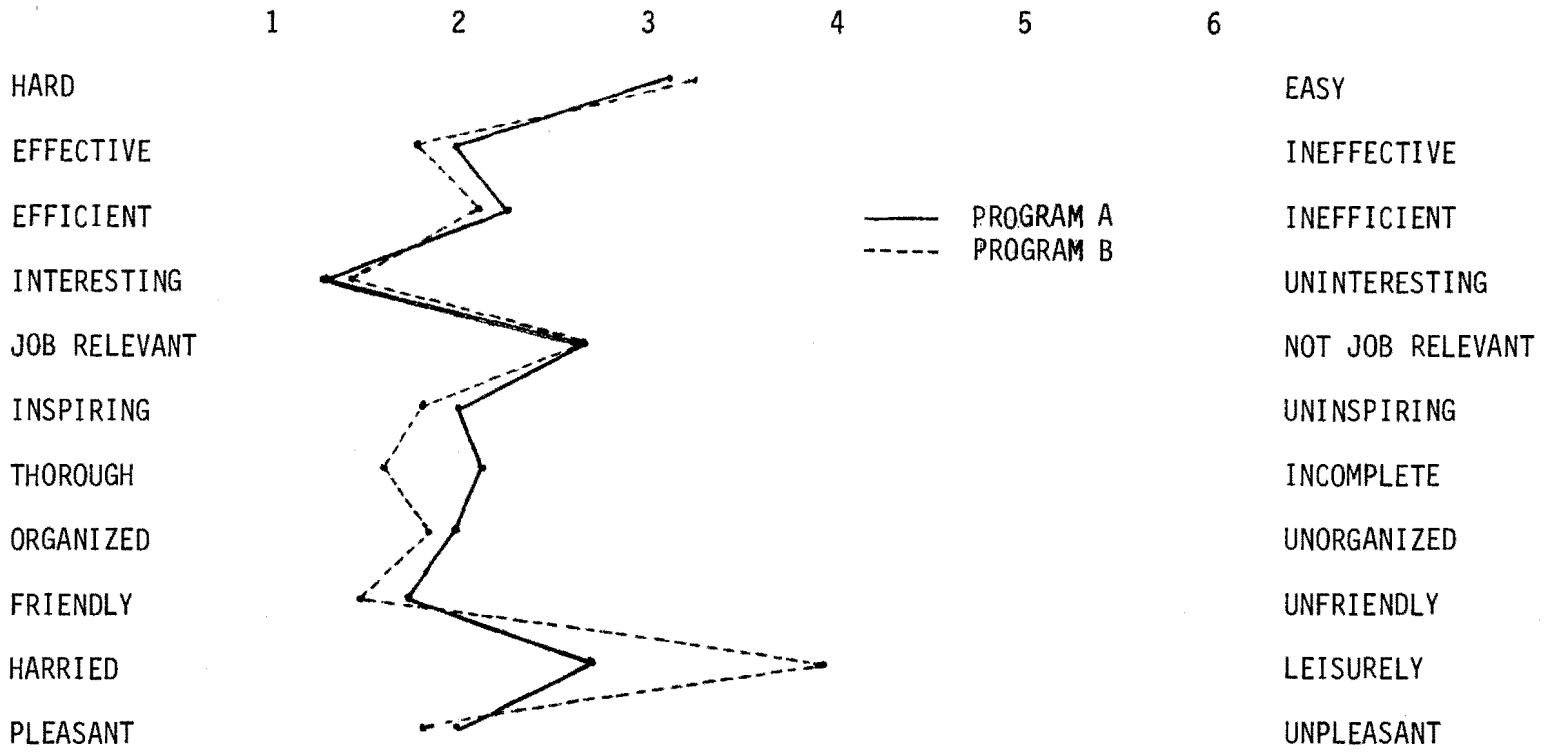 1 2 3 4 5 6
HARD EASY
EFFECTIVE INEFFECTIVE
EFFICIENT INEFFICIENT
PROGRAM A
PROGRAM B
INTERESTING UNINTERESTING
JOB RELEVANT NOT JOB RELEVANT
INSPIRING UNINSPIRING
THOROUGH INCOMPLETE
ORGANIZED UNORGANIZED
FRIENDLY UNFRIENDLY
HARRIED LEISURELY
PLEASANT UNPLEASANT